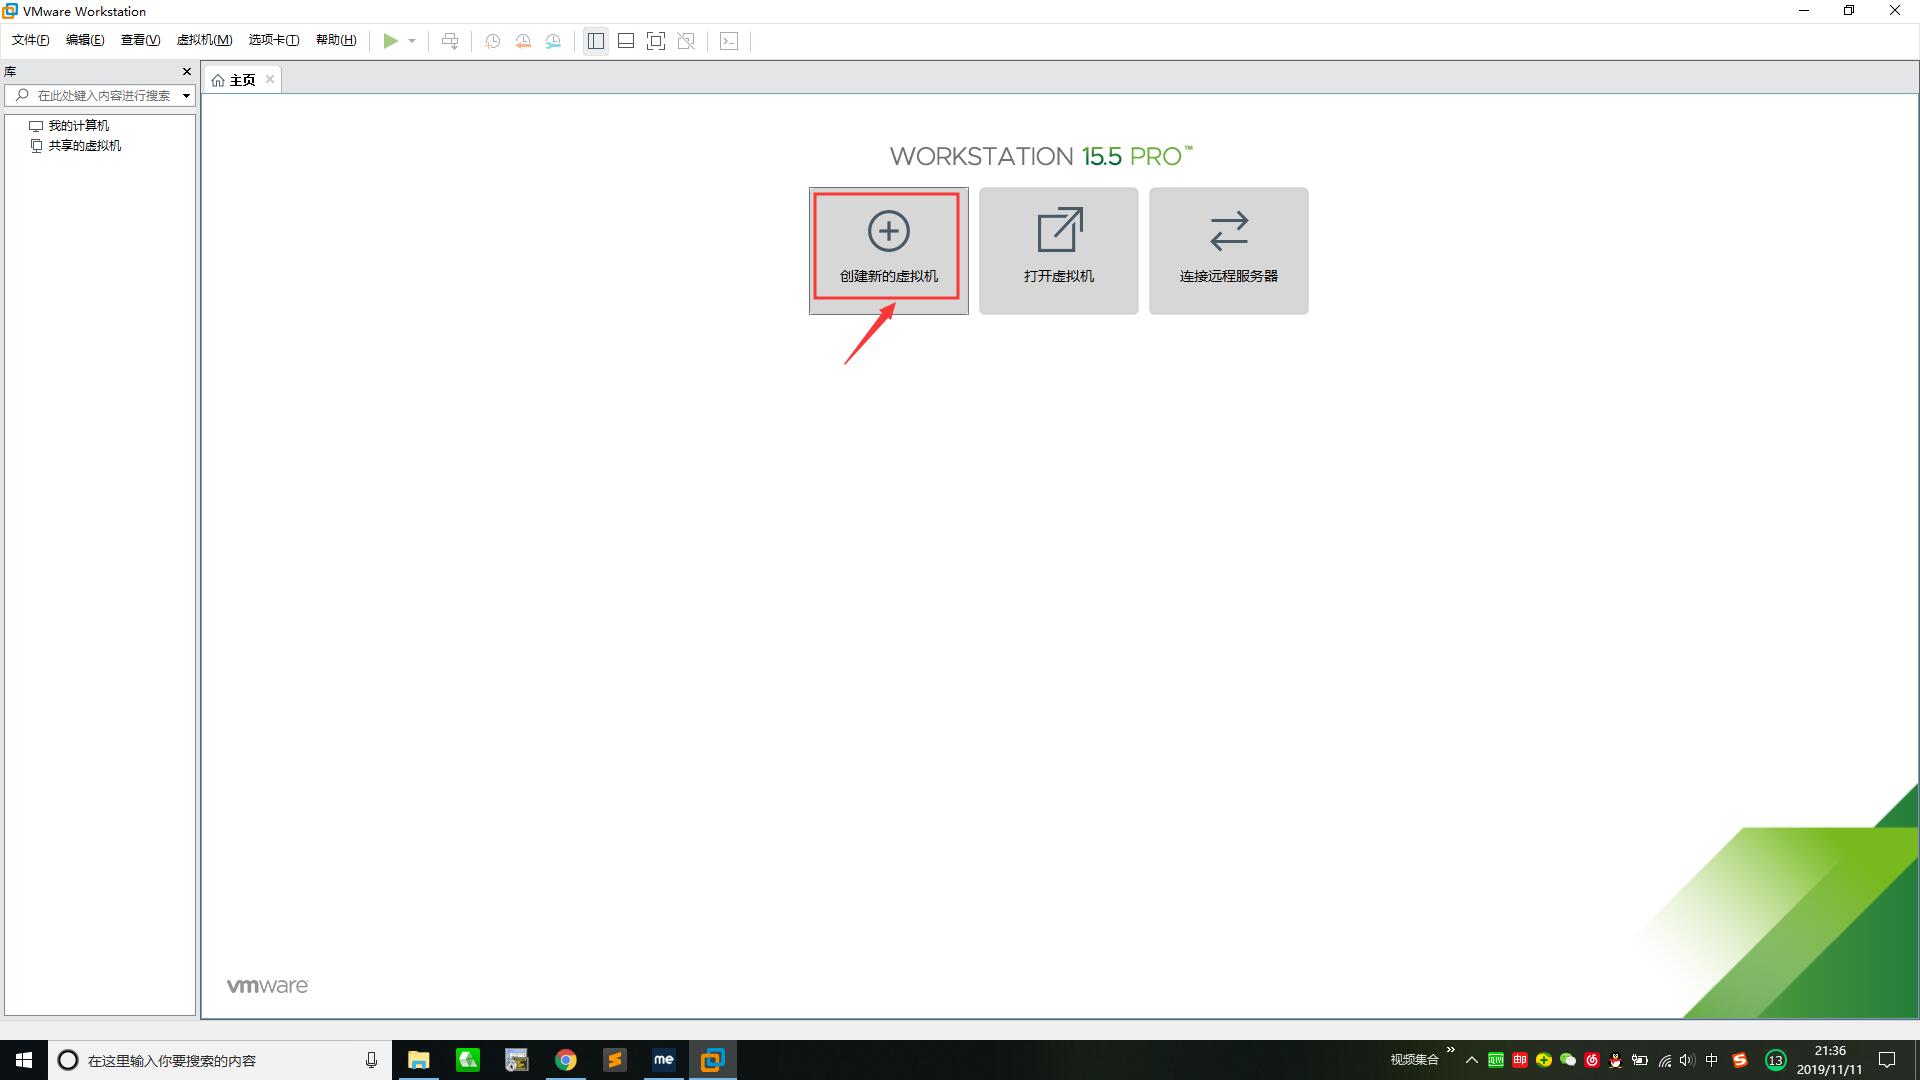 VMware Workstation
文件(F) 编辑(E) 查看(V) 虚拟机(M) 选项卡(T) 帮助(H)
库
主页
在此处键入内容进行搜索
我的计算机
共享的虚拟机
WORKSTATION 15.5 PRO™
创建新的虚拟机 打开虚拟机 连接远程服务器
vmware
在这里输入你要搜索的内容
me
视频集合
中
13
21:36
2019/11/11